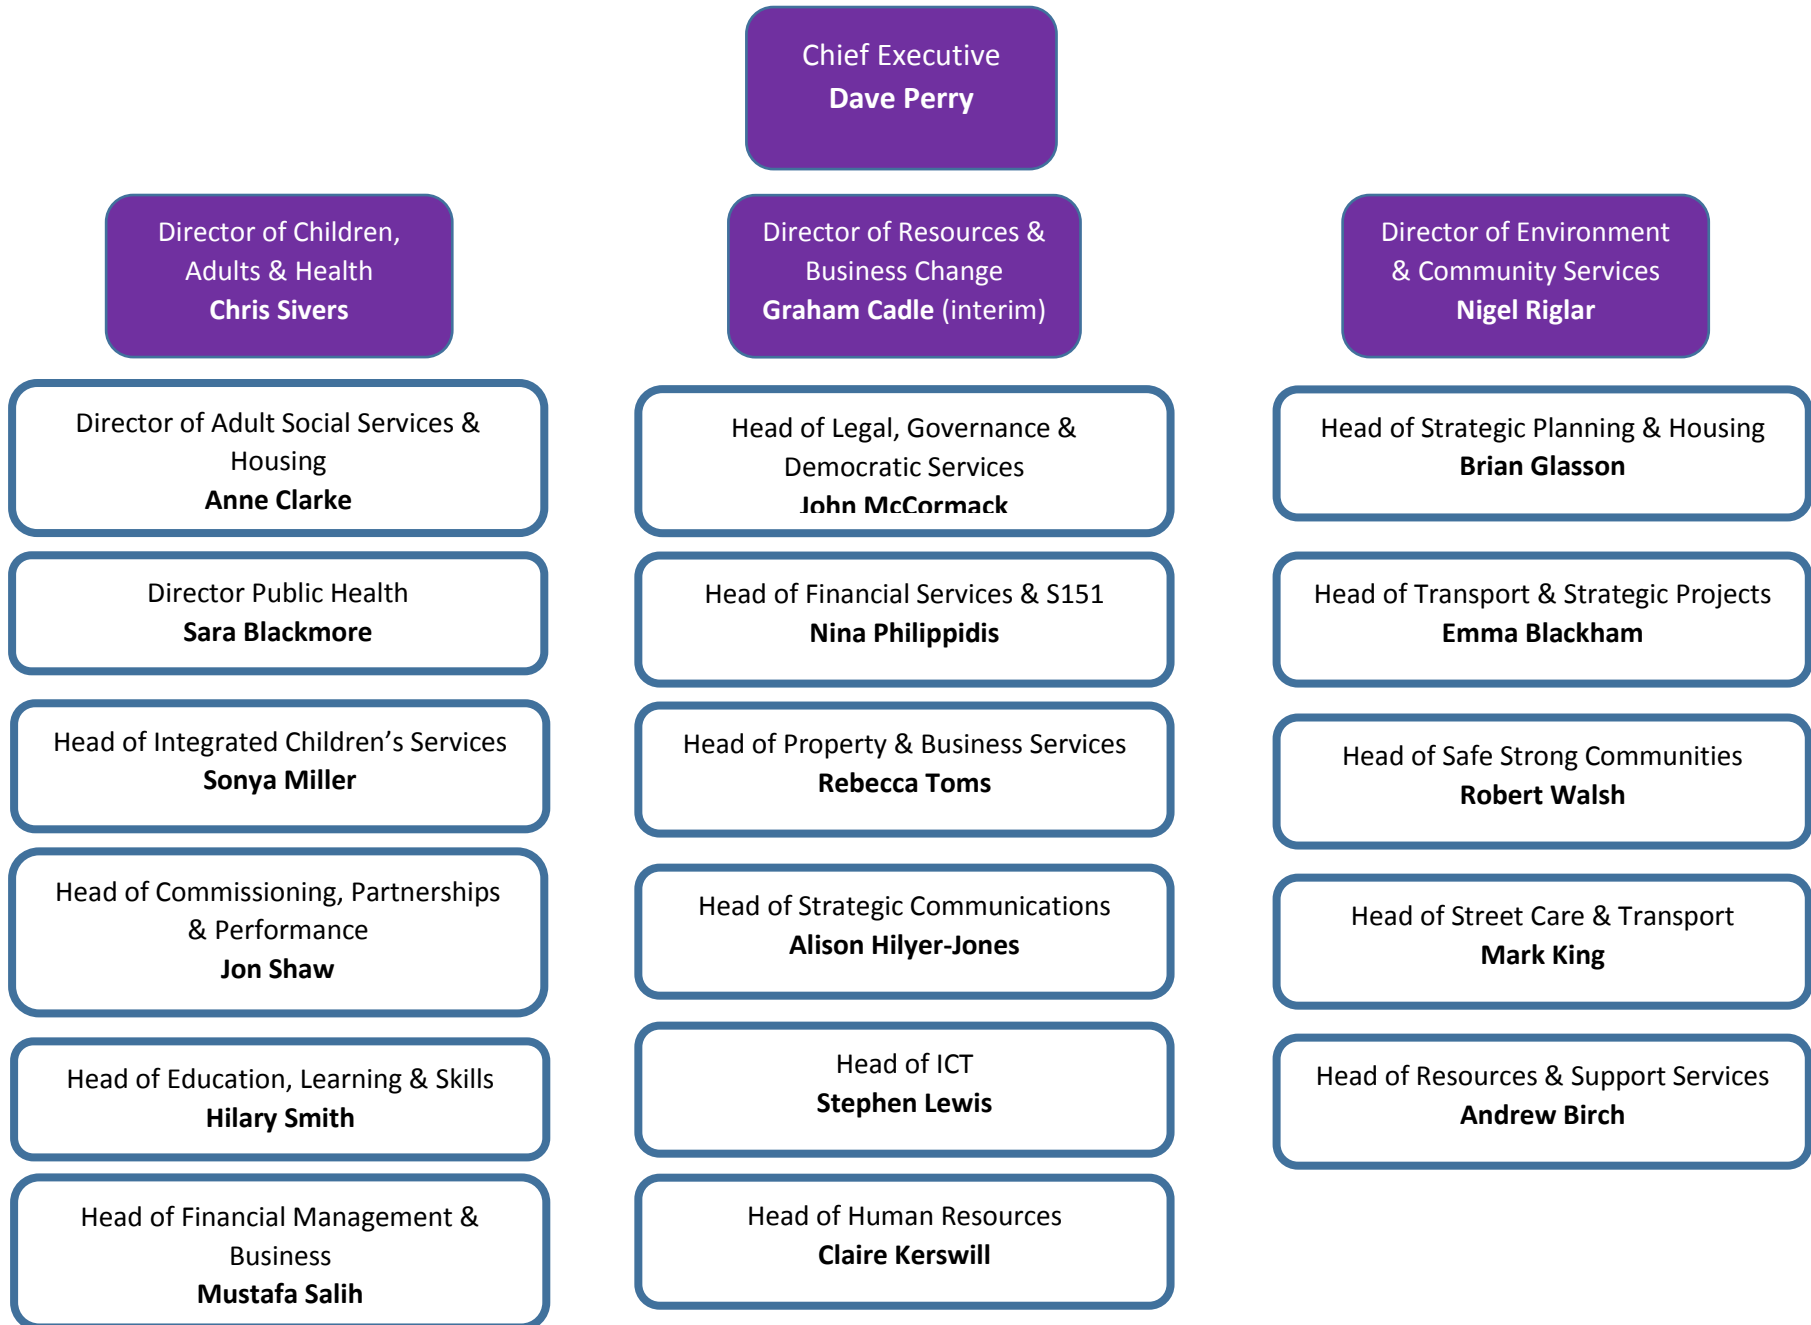 Chief Executive
Dave Perry
Director of Children,
Adults & Health
Chris Sivers
Director of Resources &
Business Change
Graham Cadle (interim)
Director of Environment
& Community Services
Nigel Riglar
Director of Adult Social Services &
Housing
Anne Clarke
Director Public Health
Sara Blackmore
Head of Integrated Children’s Services
Sonya Miller
Head of Commissioning, Partnerships
& Performance
Jon Shaw
Head of Education, Learning & Skills
Hilary Smith
Head of Financial Management &
Business
Mustafa Salih
Head of Legal, Governance &
Democratic Services
John McCormack
Head of Financial Services & S151
Nina Philippidis
Head of Property & Business Services
Rebecca Toms
Head of Strategic Communications
Alison Hilyer-Jones
Head of ICT
Stephen Lewis
Head of Human Resources
Claire Kerswill
Head of Strategic Planning & Housing
Brian Glasson
Head of Transport & Strategic Projects
Emma Blackham
Head of Safe Strong Communities
Robert Walsh
Head of Street Care & Transport
Mark King
Head of Resources & Support Services
Andrew Birch